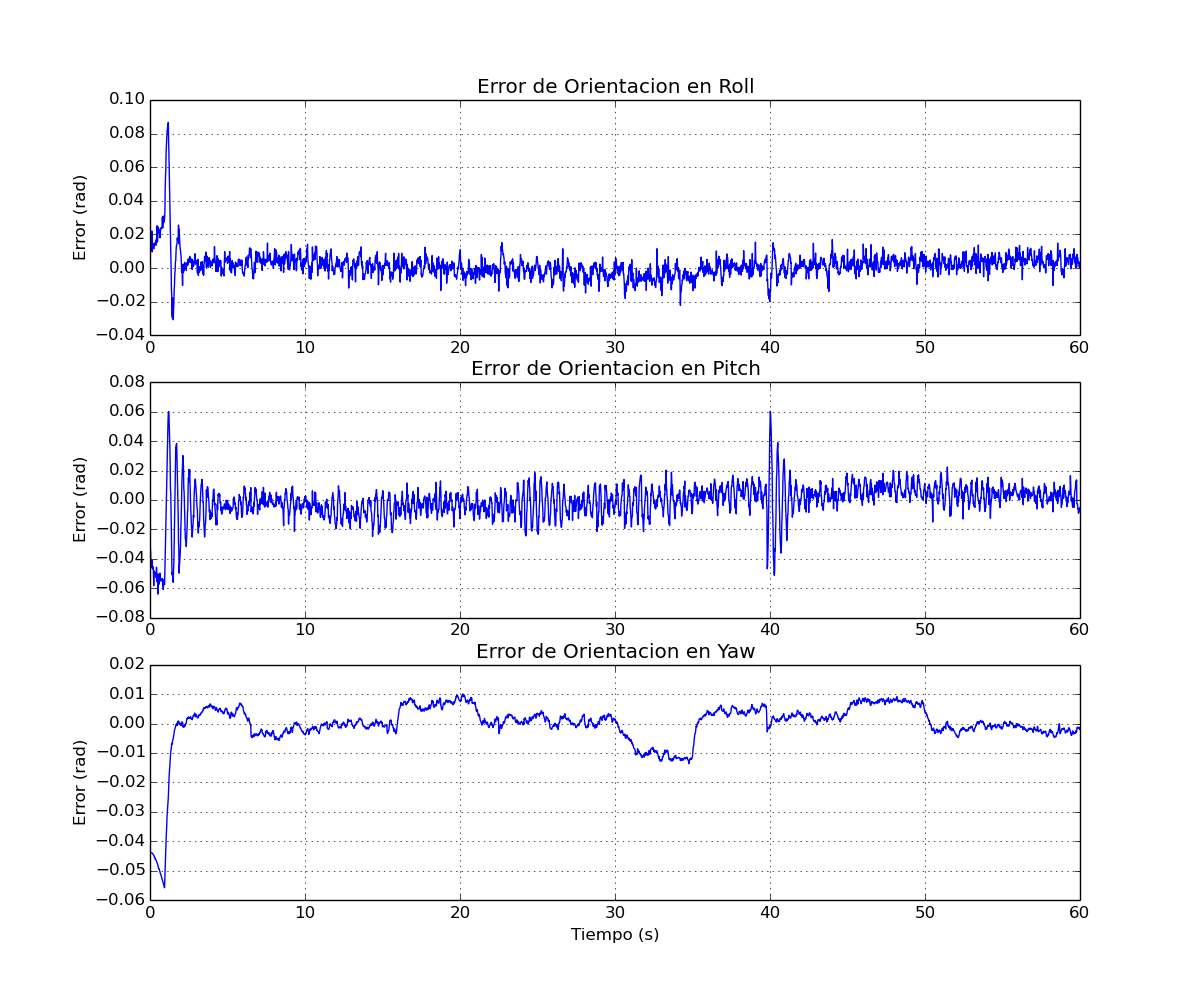 Error de Orientacion en Roll
0.10
0.08
0.06
0.04
0.02
0.00
−0.02
−0.04
Error (rad)
0 10 20 30 40 50 60
Error de Orientacion en Pitch
0.08
0.06
0.04
0.02
0.00
−0.02
−0.04
−0.06
−0.08
Error (rad)
0 10 20 30 40 50 60
Error de Orientacion en Yaw
0.02
0.01
0.00
−0.01
−0.02
−0.03
−0.04
−0.05
−0.06
Error (rad)
0 10 20 30 40 50 60
Tiempo (s)